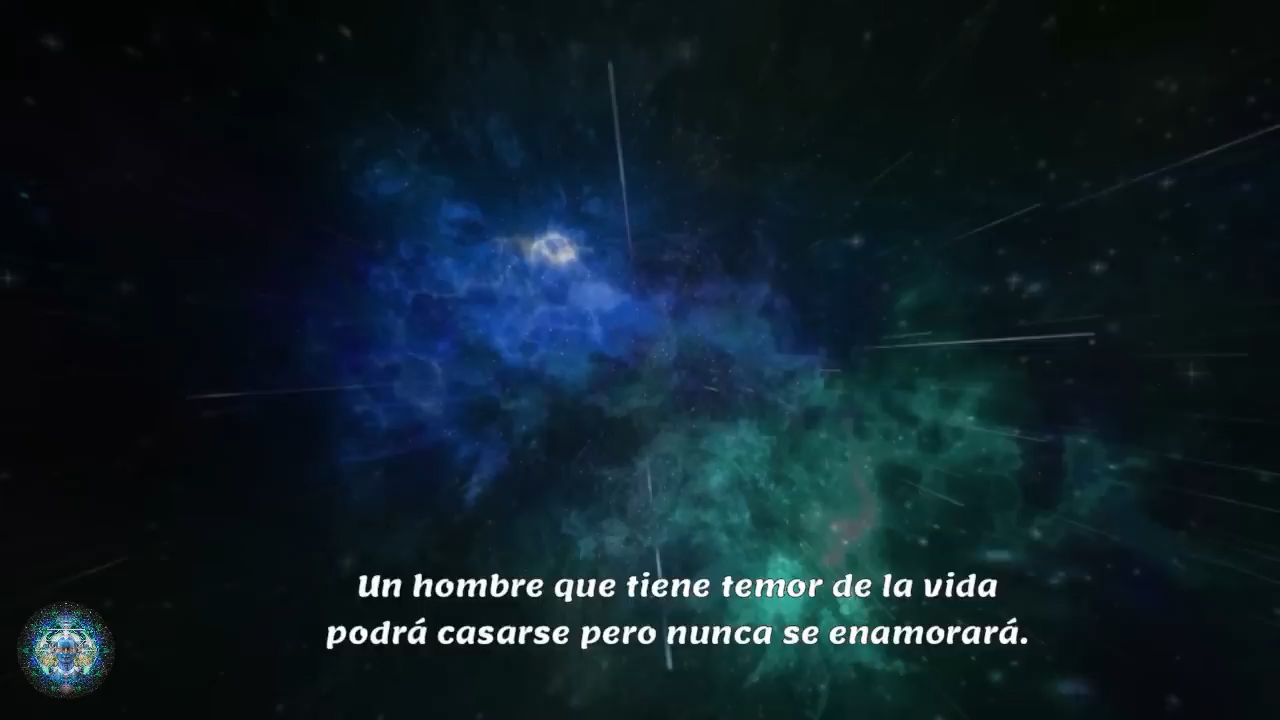 Un hombre que tiene temor de la vida
podrá casarse pero nunca se enamorará.